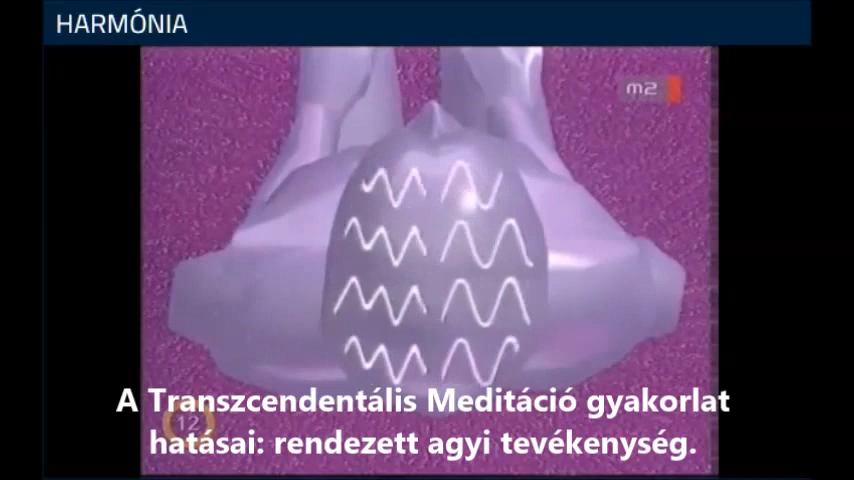 HARMÓNIA
m2
A Transzcendentális Meditáció gyakorlat
12
hatásai: rendezett agyi tevékenység.